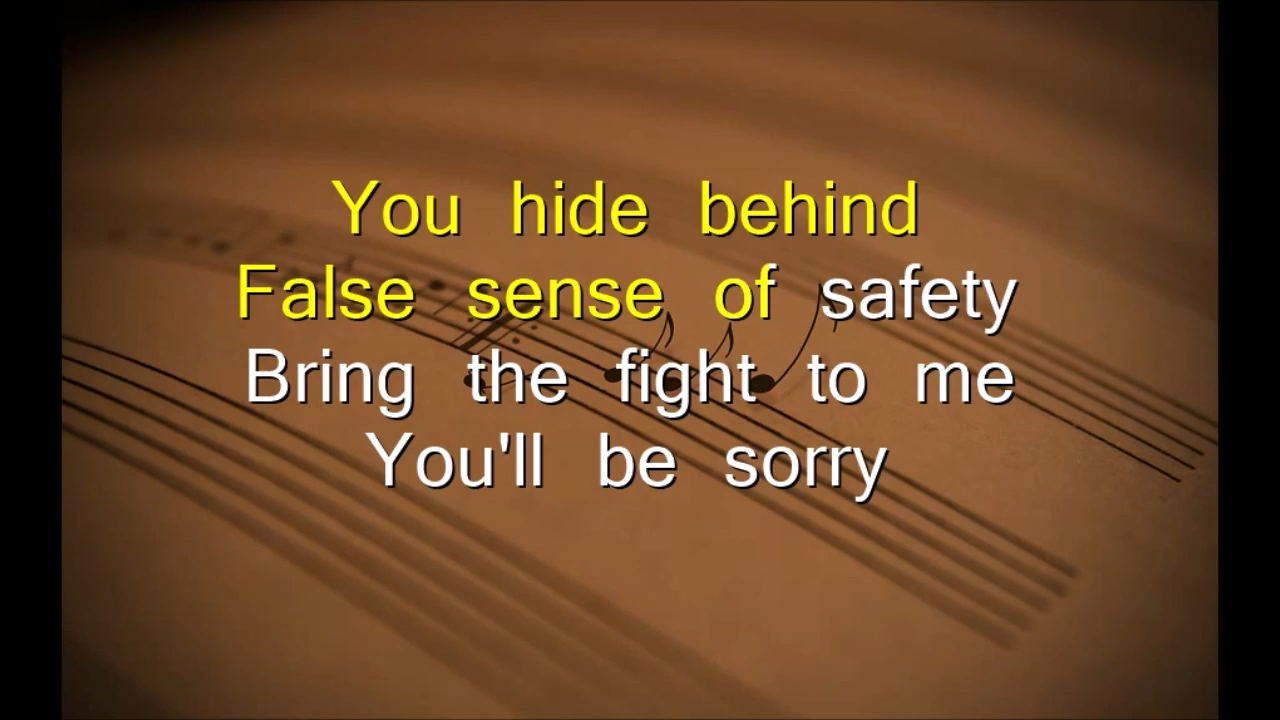 You hide behind
False sense of safety
Bring the fight to me
You'll be sorry